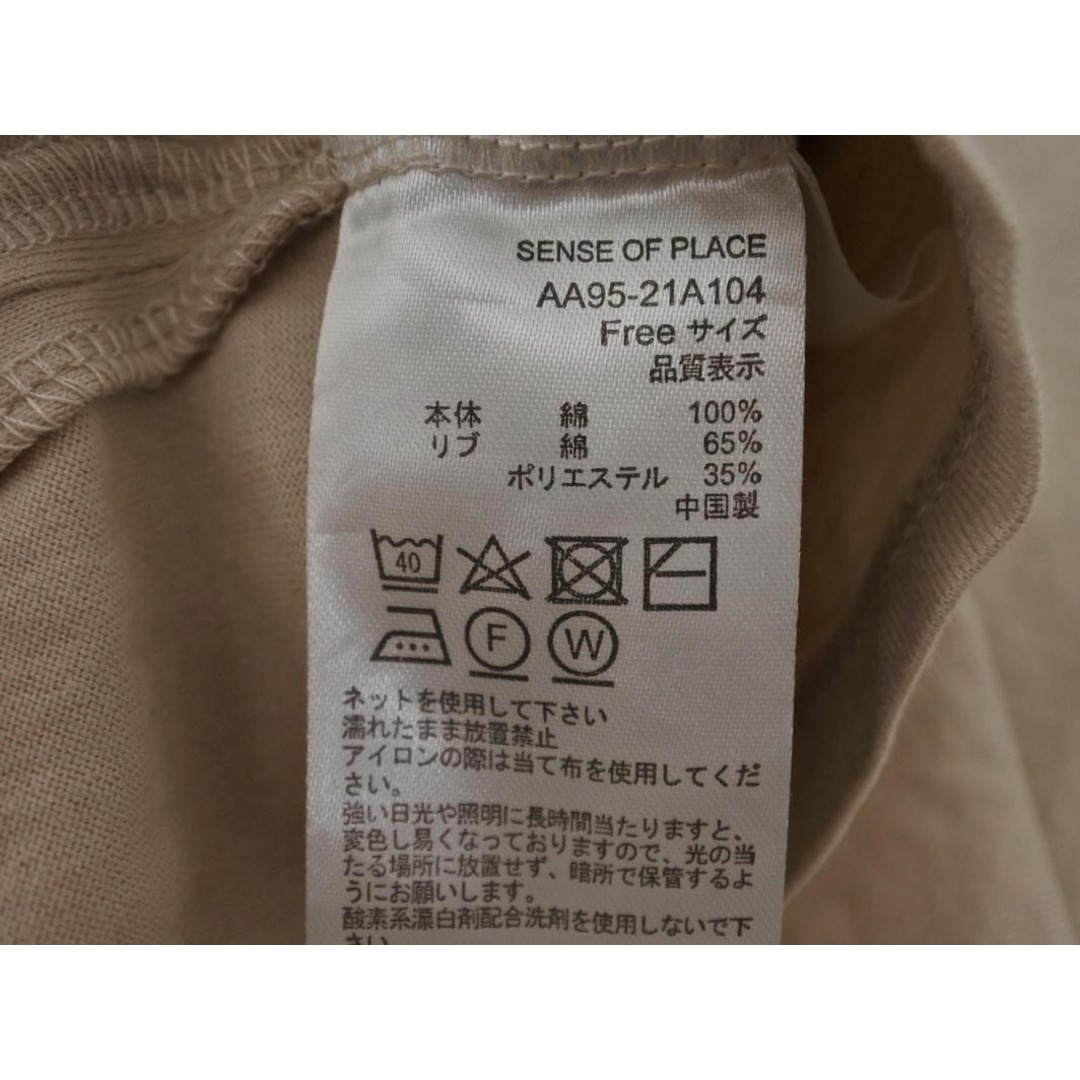 SENSE OF PLACE
AA95-21A104
Free サイズ
品質表示
本体 綿 100%
リブ 綿 65%
ポリエステル 35%
中国製
40
F W
ネットを使用して下さい
濡れたまま放置禁止
アイロンの際は当て布を使用してくだ
さい。
強い日光や照明に長時間当たりますと、
変色し易くなっておりますので、光の当
たる場所に放置せず、暗所で保管するよ
うにお願いします。
酸素系漂白剤配合洗剤を使用しないで下
さい